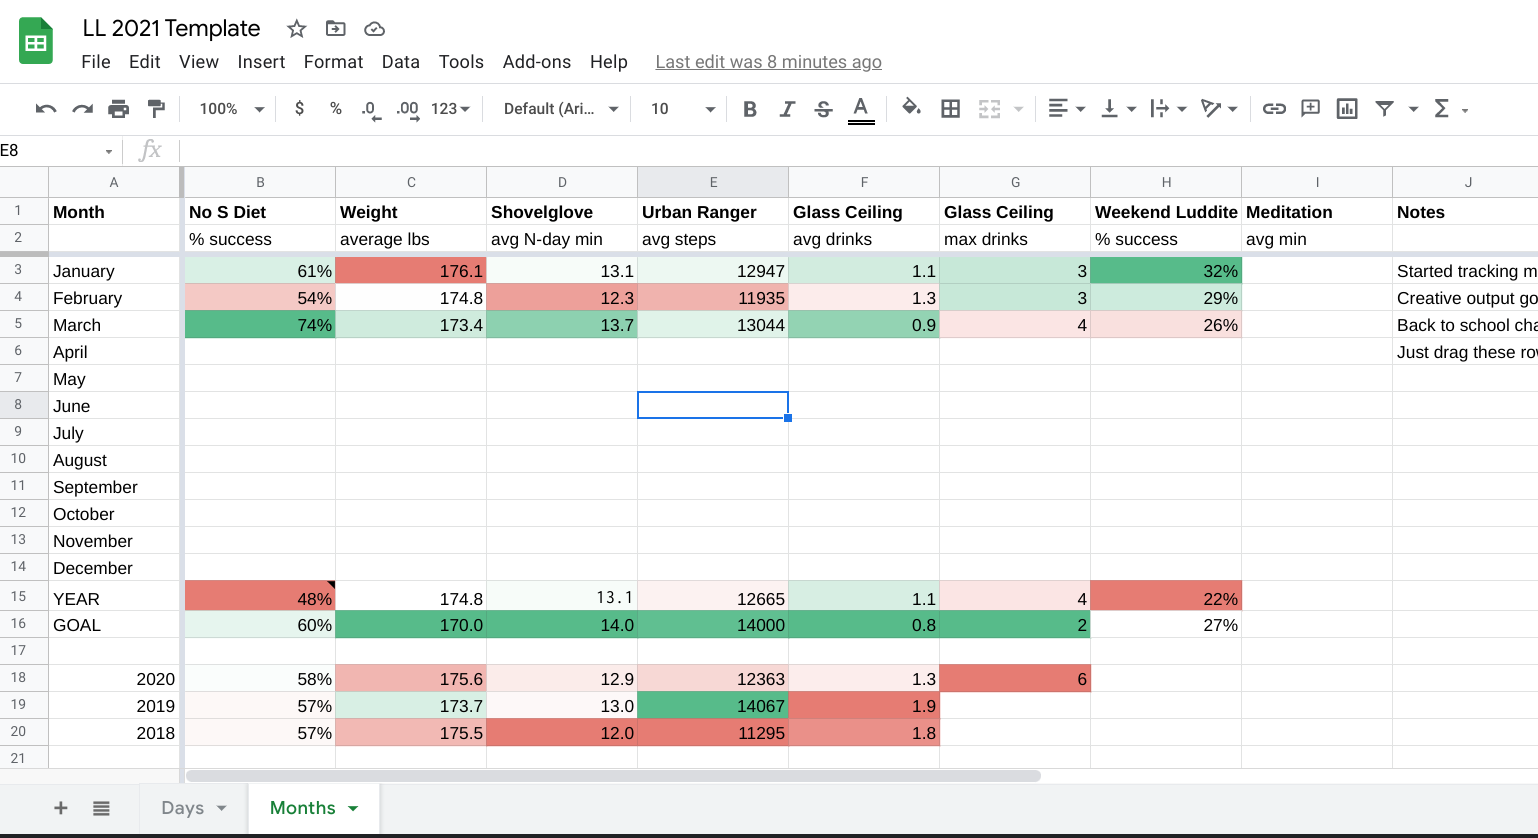 LL 2021 Template
File Edit View Insert Format Data Tools Add-ons Help Last edit was 8 minutes ago
100% $ % .0 .00 123 Default (Ari... 10 B I S A Σ
E8 fx
A B C D E F G H I J
1 Month No S Diet Weight Shovelglove Urban Ranger Glass Ceiling Glass Ceiling Weekend Luddite Meditation Notes
2 % success average lbs avg N-day min avg steps avg drinks max drinks % success avg min
3 January 61% 176.1 13.1 12947 1.1 3 32% Started tracking m
4 February 54% 174.8 12.3 11935 1.3 3 29% Creative output go
5 March 74% 173.4 13.7 13044 0.9 4 26% Back to school cha
6 April Just drag these ro
7 May
8 June
9 July
10 August
11 September
12 October
13 November
14 December
15 YEAR 48% 174.8 13.1 12665 1.1 4 22%
16 GOAL 60% 170.0 14.0 14000 0.8 2 27%
17
18 2020 58% 175.6 12.9 12363 1.3 6
19 2019 57% 173.7 13.0 14067 1.9
20 2018 57% 175.5 12.0 11295 1.8
21
+ Days Months